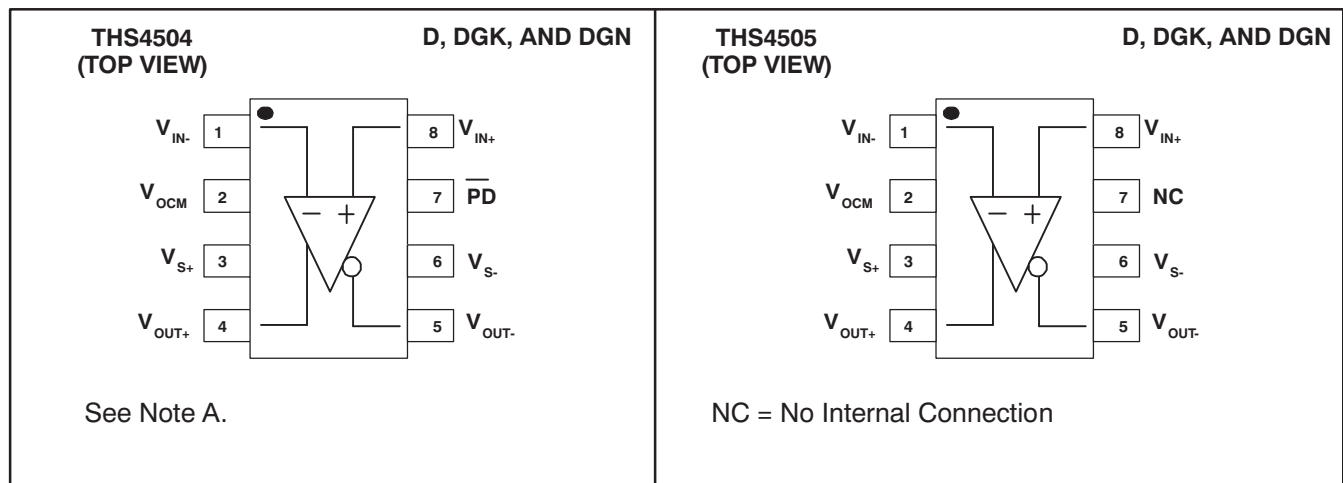 THS4504
(TOP VIEW)
D, DGK, AND DGN
V_IN- 1
8 V_IN+
V_OCM 2
7 P̅D̅
V_S+ 3
6 V_S-
V_OUT+ 4
5 V_OUT-
− +
See Note A.
THS4505
(TOP VIEW)
D, DGK, AND DGN
V_IN- 1
8 V_IN+
V_OCM 2
7 NC
V_S+ 3
6 V_S-
V_OUT+ 4
5 V_OUT-
− +
NC = No Internal Connection